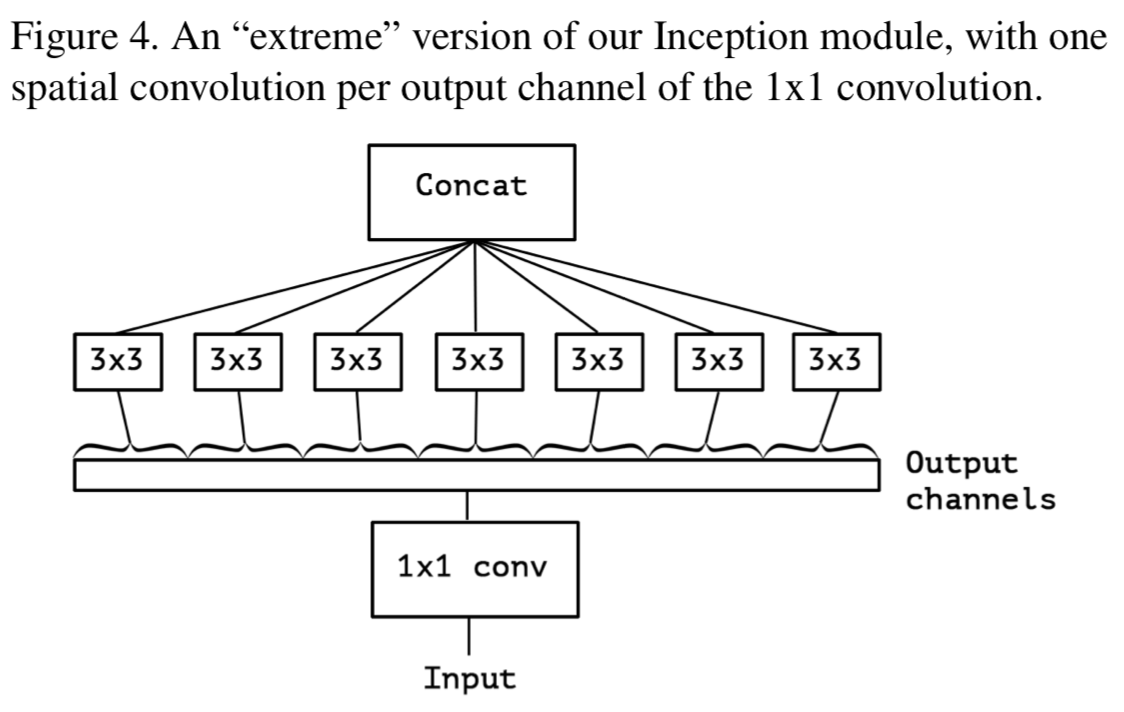 Figure 4. An “extreme” version of our Inception module, with one
spatial convolution per output channel of the 1x1 convolution.
Concat
3x3 3x3 3x3 3x3 3x3 3x3 3x3
Output
channels
1x1 conv
Input